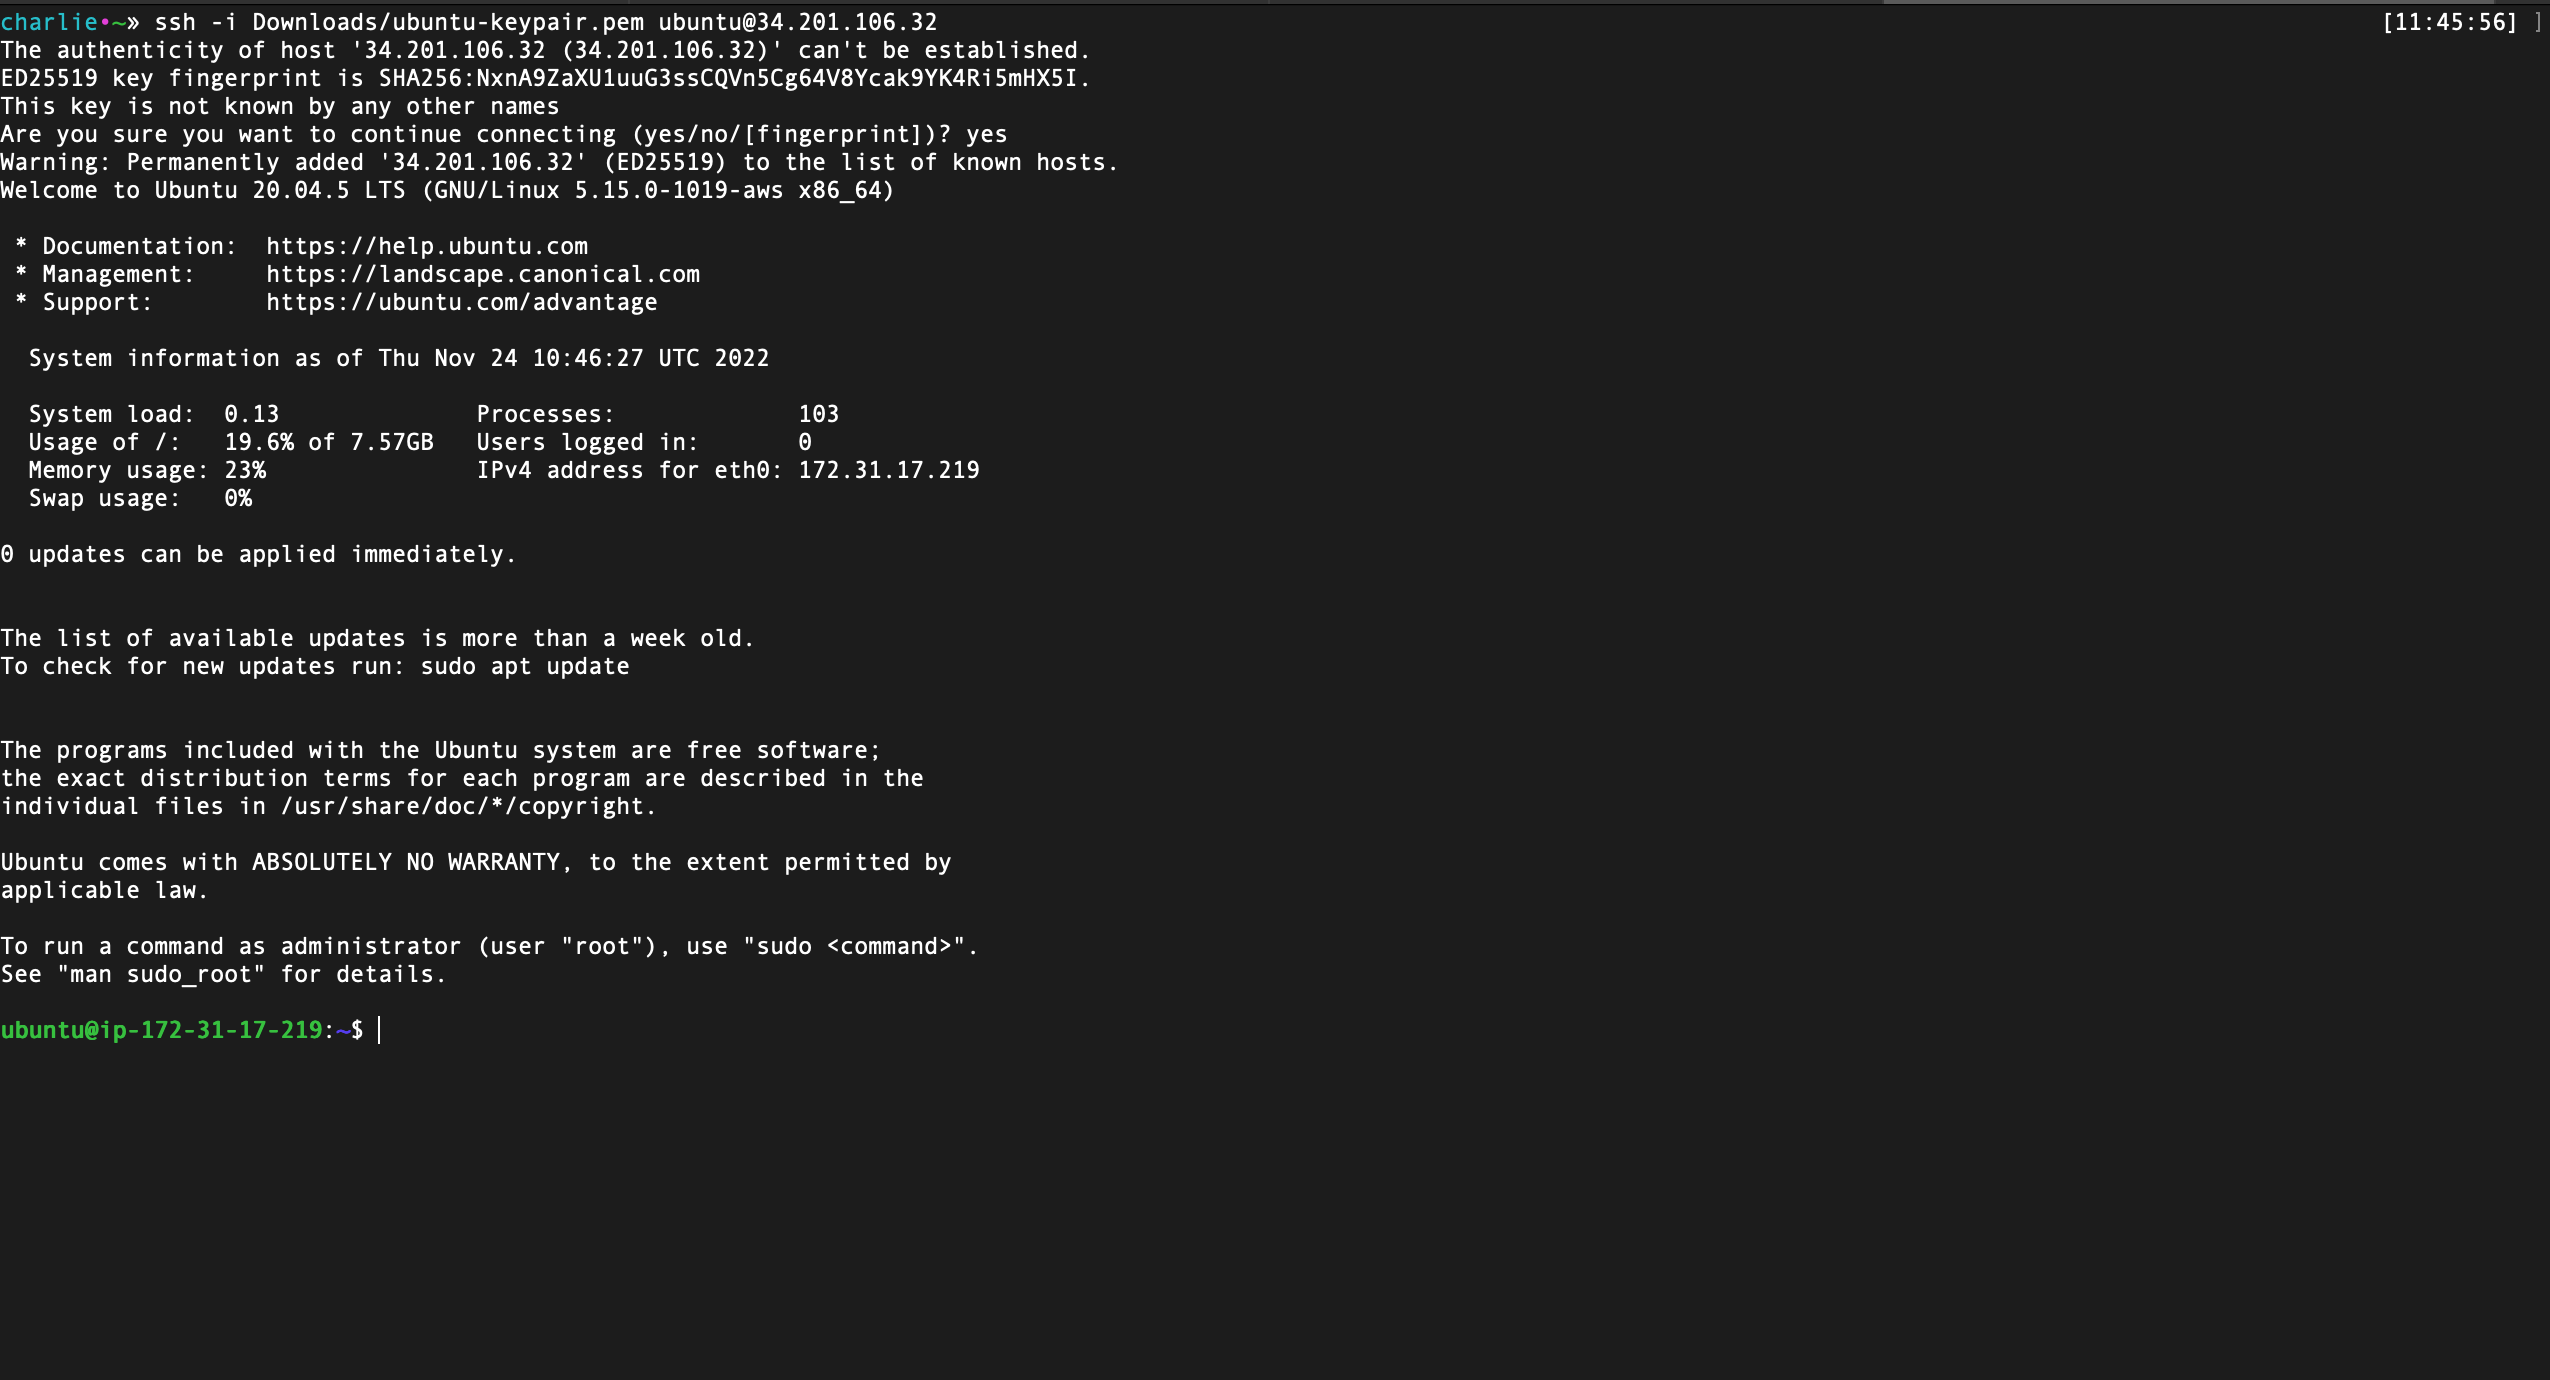 charlie•~» ssh -i Downloads/ubuntu-keypair.pem ubuntu@34.201.106.32 [11:45:56] ]
The authenticity of host '34.201.106.32 (34.201.106.32)' can't be established.
ED25519 key fingerprint is SHA256:NxnA9ZaXU1uuG3ssCQVn5Cg64V8Ycak9YK4Ri5mHX5I.
This key is not known by any other names
Are you sure you want to continue connecting (yes/no/[fingerprint])? yes
Warning: Permanently added '34.201.106.32' (ED25519) to the list of known hosts.
Welcome to Ubuntu 20.04.5 LTS (GNU/Linux 5.15.0-1019-aws x86_64)
* Documentation: https://help.ubuntu.com
* Management: https://landscape.canonical.com
* Support: https://ubuntu.com/advantage
System information as of Thu Nov 24 10:46:27 UTC 2022
System load: 0.13 Processes: 103
Usage of /: 19.6% of 7.57GB Users logged in: 0
Memory usage: 23% IPv4 address for eth0: 172.31.17.219
Swap usage: 0%
0 updates can be applied immediately.
The list of available updates is more than a week old.
To check for new updates run: sudo apt update
The programs included with the Ubuntu system are free software;
the exact distribution terms for each program are described in the
individual files in /usr/share/doc/*/copyright.
Ubuntu comes with ABSOLUTELY NO WARRANTY, to the extent permitted by
applicable law.
To run a command as administrator (user "root"), use "sudo <command>".
See "man sudo_root" for details.
ubuntu@ip-172-31-17-219:~$